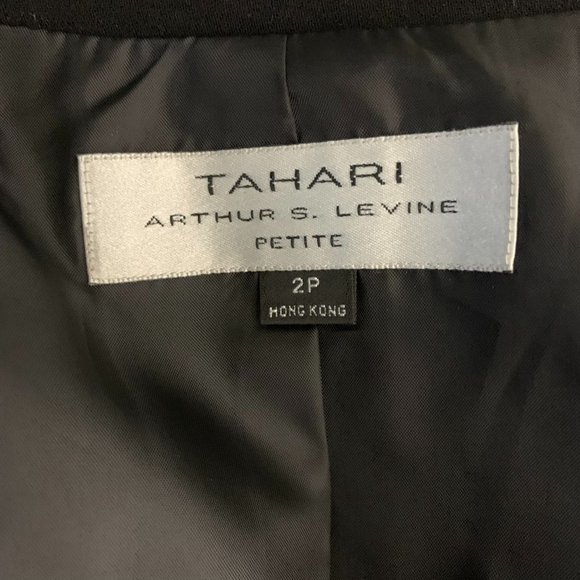 TAHARI
ARTHUR S. LEVINE
PETITE
2P
HONG KONG